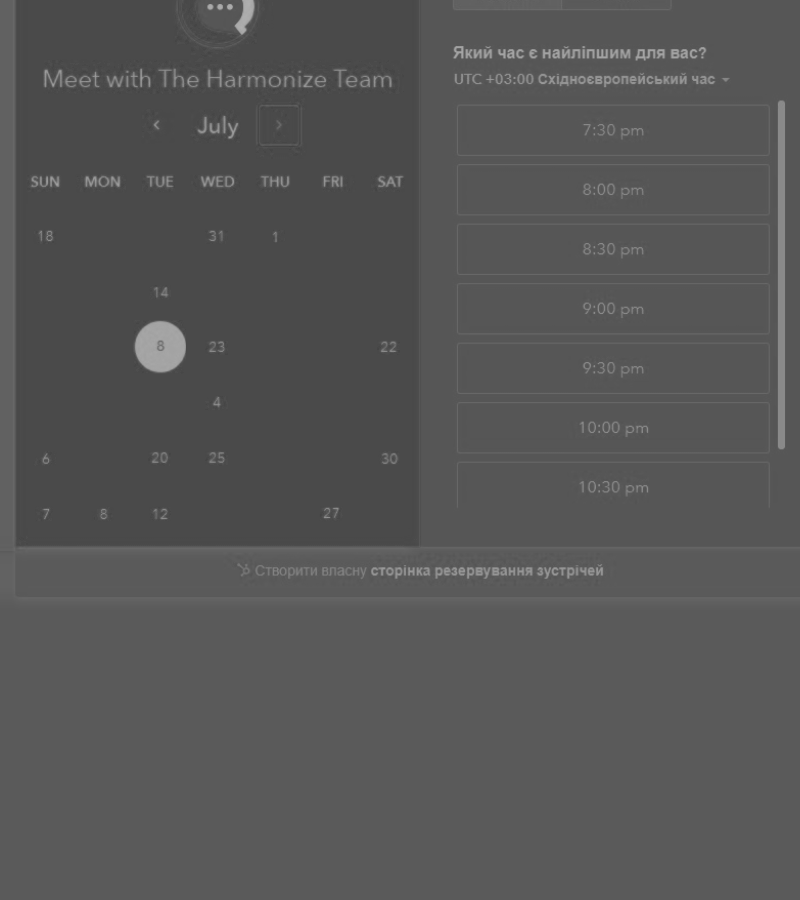 Meet with The Harmonize Team
July
SUN MON TUE WED THU FRI SAT
18 31 1
14
8 23 22
4
6 20 25 30
7 8 12 27
Який час є найліпшим для вас?
UTC +03:00 Східноєвропейський час
7:30 pm
8:00 pm
8:30 pm
9:00 pm
9:30 pm
10:00 pm
10:30 pm
Створити власну сторінка резервування зустрічей